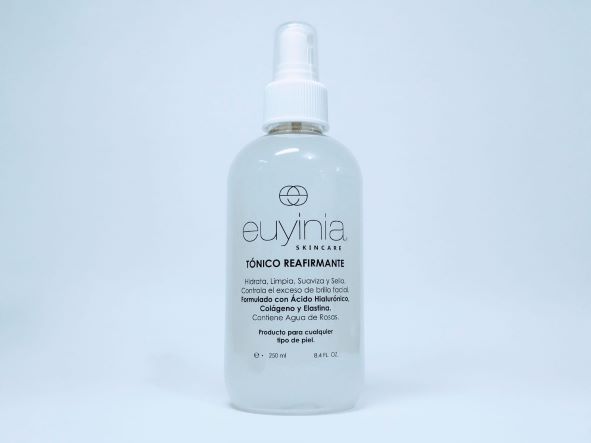 euyinia
SKINCARE
TÓNICO REAFIRMANTE
Hidrata, Limpia, Suaviza y Sella.
Controla el exceso de brillo facial.
Formulado con Ácido Hialurónico,
Colágeno y Elastina.
Contiene Agua de Rosas.
Producto para cualquier
tipo de piel.
℮ • 250 ml 8.4 FL. OZ.